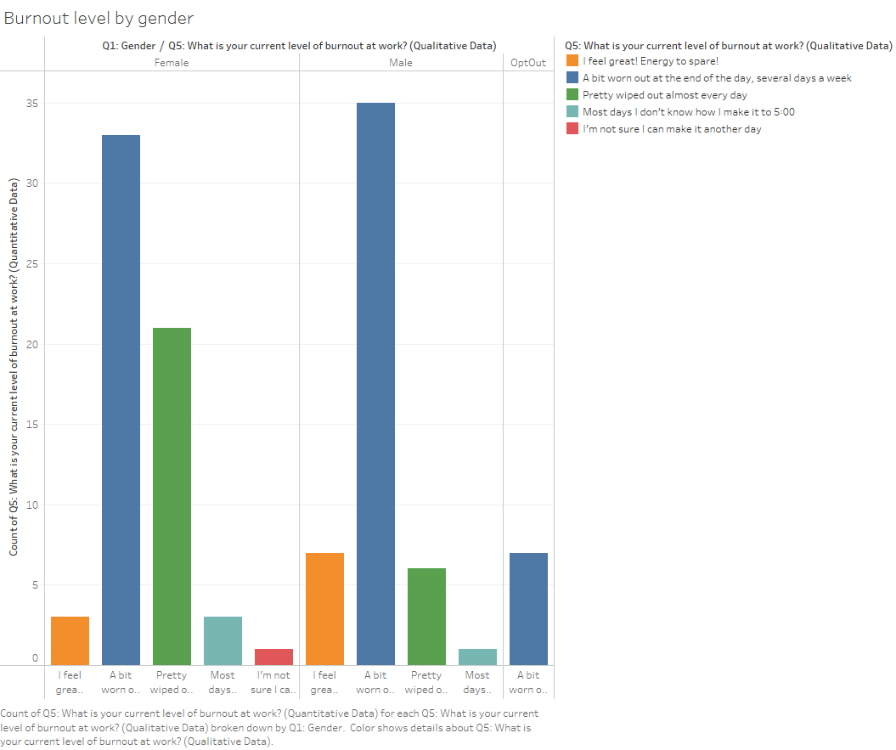 Burnout level by gender
Q1: Gender / Q5: What is your current level of burnout at work? (Qualitative Data)
Female Male OptOut
Q5: What is your current level of burnout at work? (Qualitative Data)
I feel great! Energy to spare!
A bit worn out at the end of the day, several days a week
Pretty wiped out almost every day
Most days I don't know how I make it to 5:00
I'm not sure I can make it another day
Count of Q5: What is your current level of burnout at work? (Quantitative Data)
35
30
25
20
15
10
5
0
I feel A bit Pretty Most I'm not I feel A bit Pretty Most A bit
grea.. worn o.. wiped o.. days.. sure I ca.. grea.. worn o.. wiped o.. days.. worn o..
Count of Q5: What is your current level of burnout at work? (Quantitative Data) for each Q5: What is your current
level of burnout at work? (Qualitative Data) broken down by Q1: Gender. Color shows details about Q5: What is
your current level of burnout at work? (Qualitative Data).